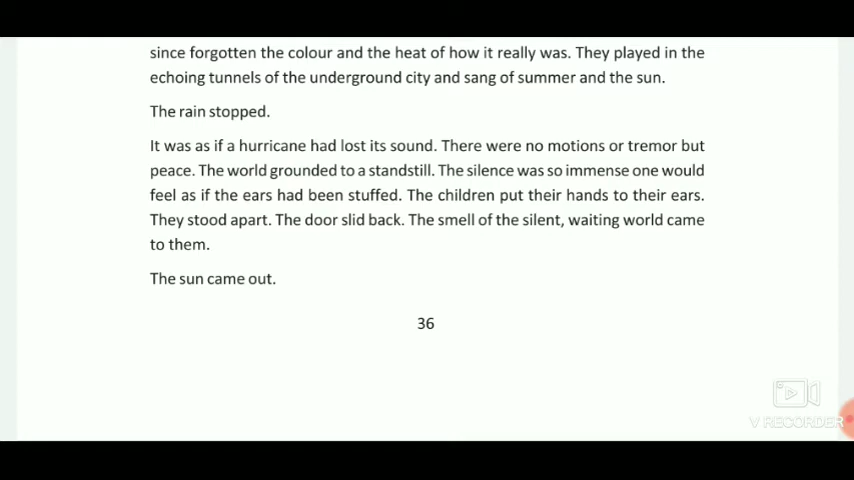 since forgotten the colour and the heat of how it really was. They played in the
echoing tunnels of the underground city and sang of summer and the sun.
The rain stopped.
It was as if a hurricane had lost its sound. There were no motions or tremor but
peace. The world grounded to a standstill. The silence was so immense one would
feel as if the ears had been stuffed. The children put their hands to their ears.
They stood apart. The door slid back. The smell of the silent, waiting world came
to them.
The sun came out.
36
V RECORDER